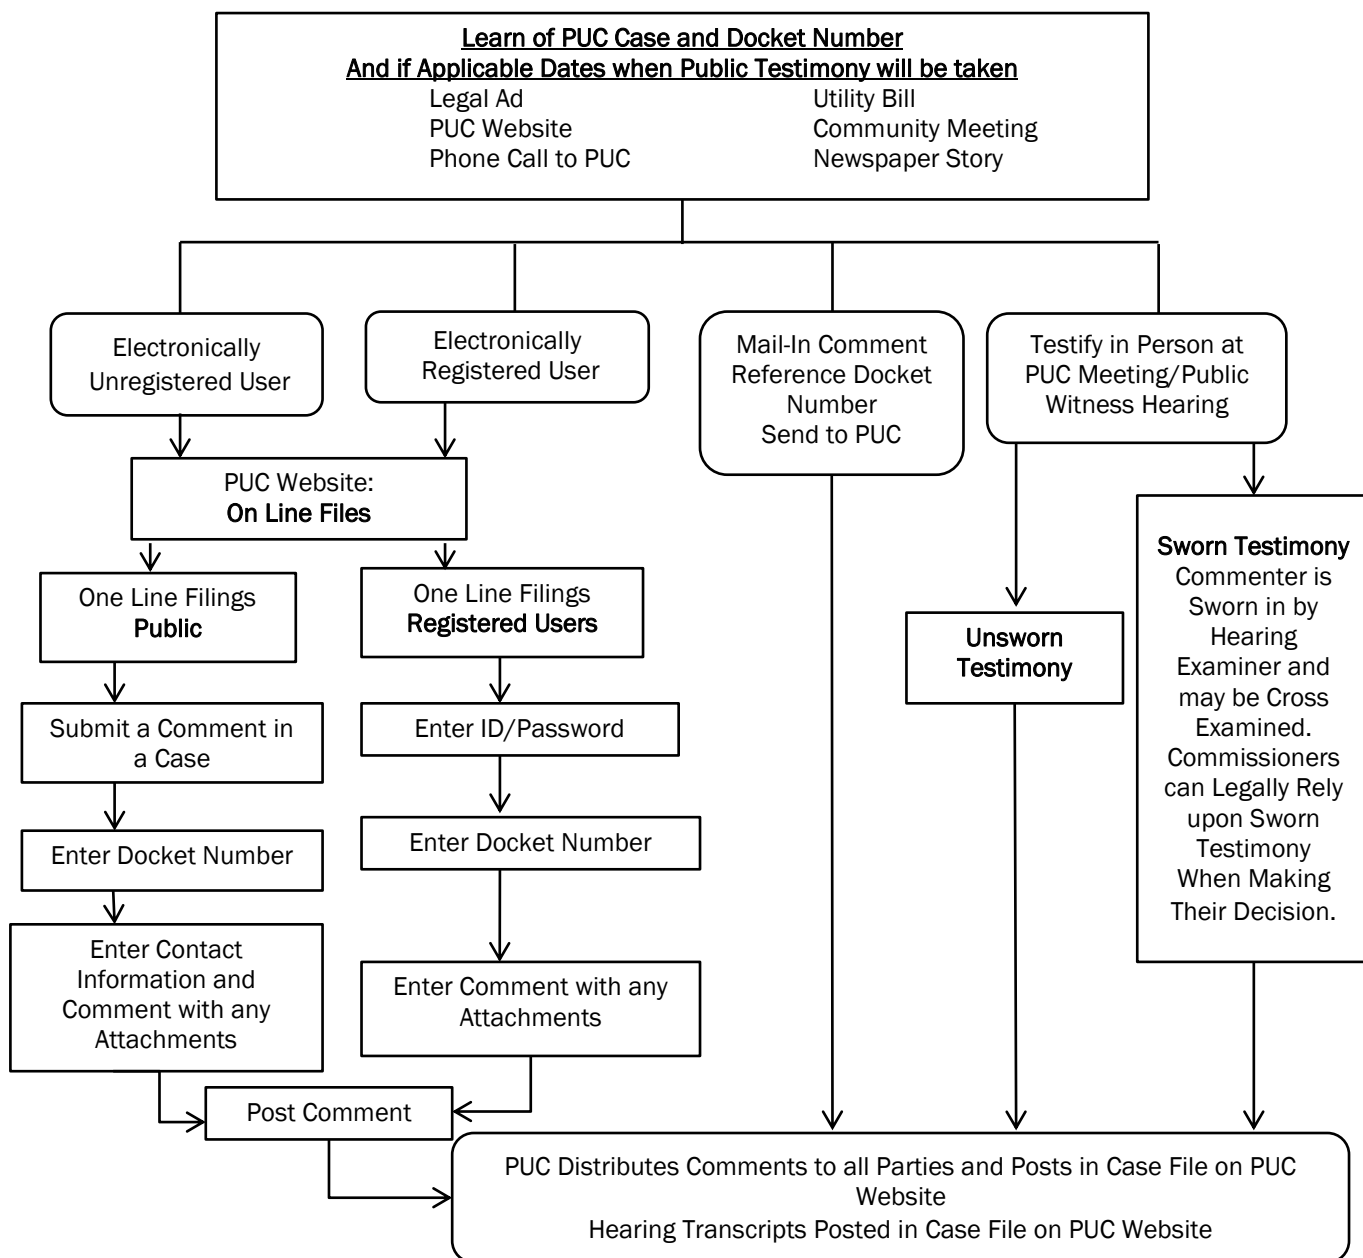 Learn of PUC Case and Docket Number
And if Applicable Dates when Public Testimony will be taken
Legal Ad
Utility Bill
PUC Website
Community Meeting
Phone Call to PUC
Newspaper Story
Electronically
Unregistered User
Electronically
Registered User
Mail-In Comment
Reference Docket
Number
Send to PUC
Testify in Person at
PUC Meeting/Public
Witness Hearing
PUC Website:
On Line Files
One Line Filings
Public
One Line Filings
Registered Users
Unsworn
Testimony
Sworn Testimony
Commenter is
Sworn in by
Hearing
Examiner and
may be Cross
Examined.
Commissioners
can Legally Rely
upon Sworn
Testimony
When Making
Their Decision.
Submit a Comment in
a Case
Enter ID/Password
Enter Docket Number
Enter Docket Number
Enter Contact
Information and
Comment with any
Attachments
Enter Comment with any
Attachments
Post Comment
PUC Distributes Comments to all Parties and Posts in Case File on PUC
Website
Hearing Transcripts Posted in Case File on PUC Website